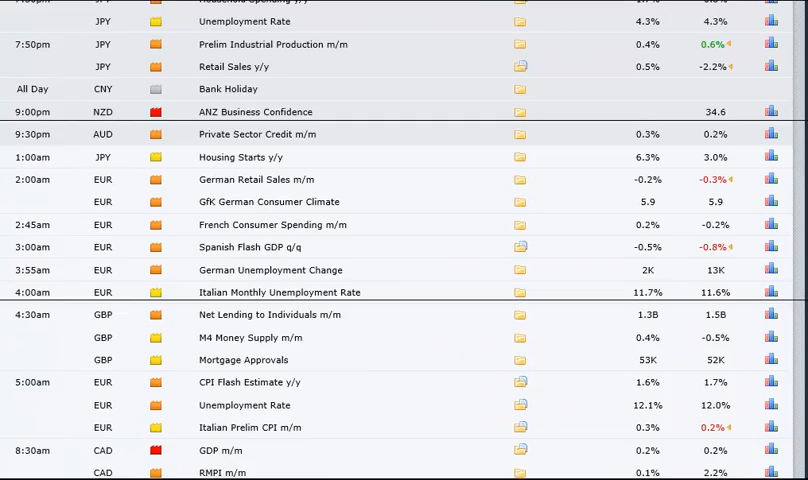 JPY Unemployment Rate 4.3% 4.3%
7:50pm JPY Prelim Industrial Production m/m 0.4% 0.6%
JPY Retail Sales y/y 0.5% -2.2%
All Day CNY Bank Holiday
9:00pm NZD ANZ Business Confidence 34.6
9:30pm AUD Private Sector Credit m/m 0.3% 0.2%
1:00am JPY Housing Starts y/y 6.3% 3.0%
2:00am EUR German Retail Sales m/m -0.2% -0.3%
EUR GfK German Consumer Climate 5.9 5.9
2:45am EUR French Consumer Spending m/m 0.2% -0.2%
3:00am EUR Spanish Flash GDP q/q -0.5% -0.8%
3:55am EUR German Unemployment Change 2K 13K
4:00am EUR Italian Monthly Unemployment Rate 11.7% 11.6%
4:30am GBP Net Lending to Individuals m/m 1.3B 1.5B
GBP M4 Money Supply m/m 0.4% -0.5%
GBP Mortgage Approvals 53K 52K
5:00am EUR CPI Flash Estimate y/y 1.6% 1.7%
EUR Unemployment Rate 12.1% 12.0%
EUR Italian Prelim CPI m/m 0.3% 0.2%
8:30am CAD GDP m/m 0.2% 0.2%
CAD RMPI m/m 0.1% 2.2%